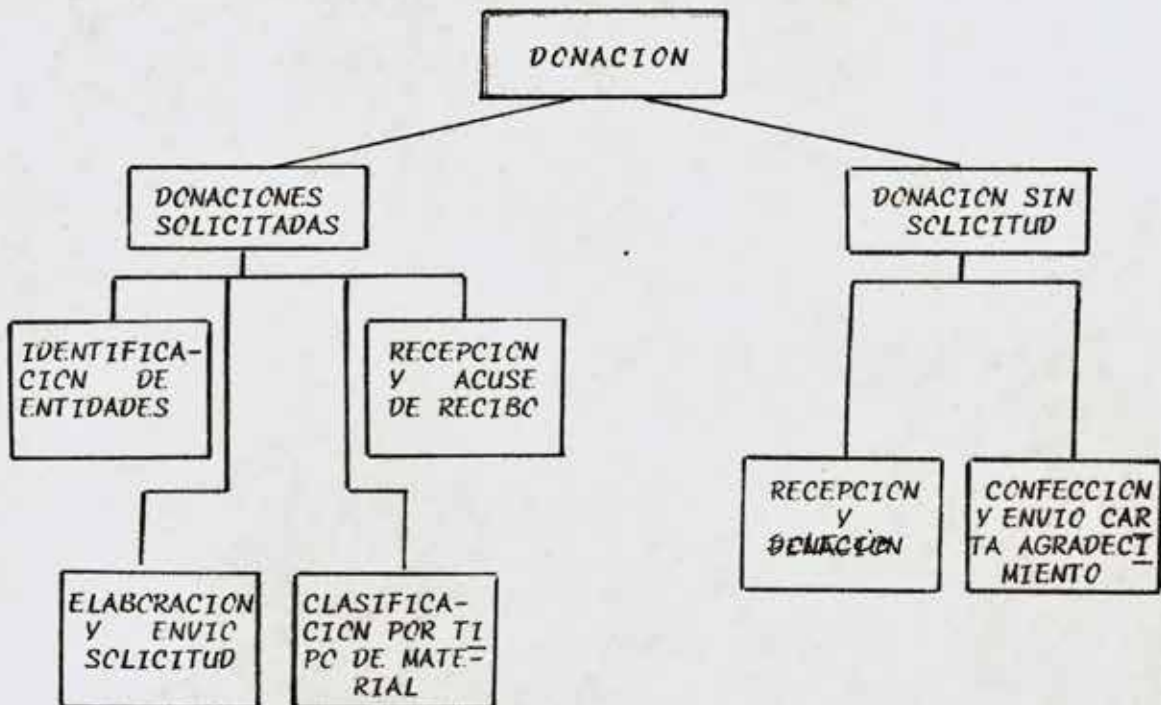 DONACION
DONACIONES
SOLICITADAS
DONACION SIN
SOLICITUD
IDENTIFICA-
CION DE
ENTIDADES
RECEPCION
Y ACUSE
DE RECIBO
ELABORACION
Y ENVIO
SOLICITUD
CLASIFICA-
CION POR TI
PO DE MATE-
RIAL
RECEPCION
Y
CONFECCION
Y ENVIO CAR
TA AGRADECI
MIENTO